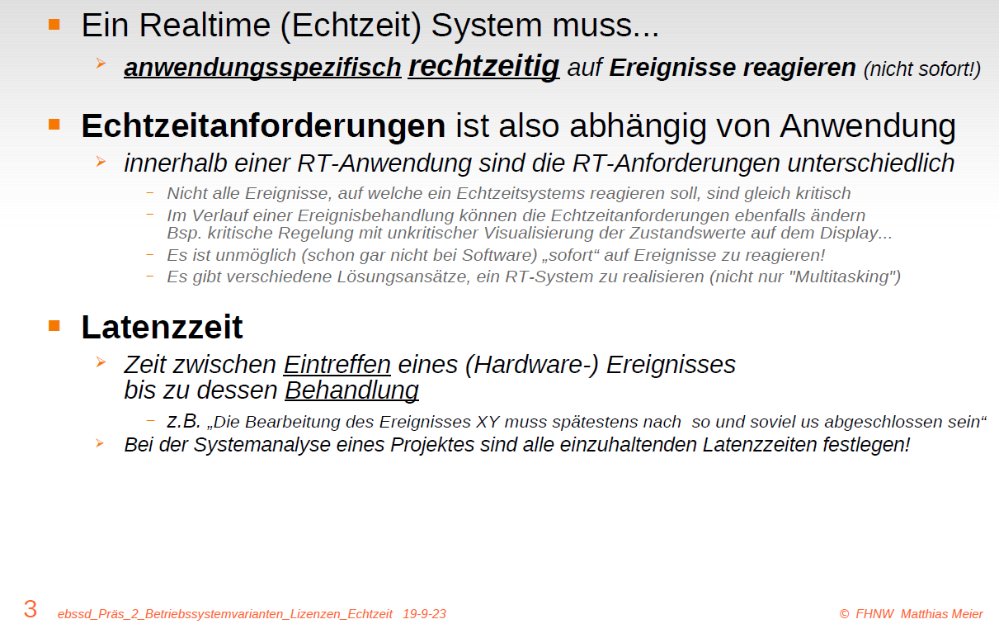 Ein Realtime (Echtzeit) System muss...
anwendungsspezifisch rechtzeitig auf Ereignisse reagieren (nicht sofort!)
Echtzeitanforderungen ist also abhängig von Anwendung
innerhalb einer RT-Anwendung sind die RT-Anforderungen unterschiedlich
– Nicht alle Ereignisse, auf welche ein Echtzeitsystems reagieren soll, sind gleich kritisch
– Im Verlauf einer Ereignisbehandlung können die Echtzeitanforderungen ebenfalls ändern
Bsp. kritische Regelung mit unkritischer Visualisierung der Zustandswerte auf dem Display...
– Es ist unmöglich (schon gar nicht bei Software) „sofort“ auf Ereignisse zu reagieren!
– Es gibt verschiedene Lösungsansätze, ein RT-System zu realisieren (nicht nur "Multitasking")
Latenzzeit
Zeit zwischen Eintreffen eines (Hardware-) Ereignisses
bis zu dessen Behandlung
– z.B. „Die Bearbeitung des Ereignisses XY muss spätestens nach  so und soviel us abgeschlossen sein“
Bei der Systemanalyse eines Projektes sind alle einzuhaltenden Latenzzeiten festlegen!
3 ebssd_Präs_2_Betriebssystemvarianten_Lizenzen_Echtzeit 19-9-23 © FHNW Matthias Meier